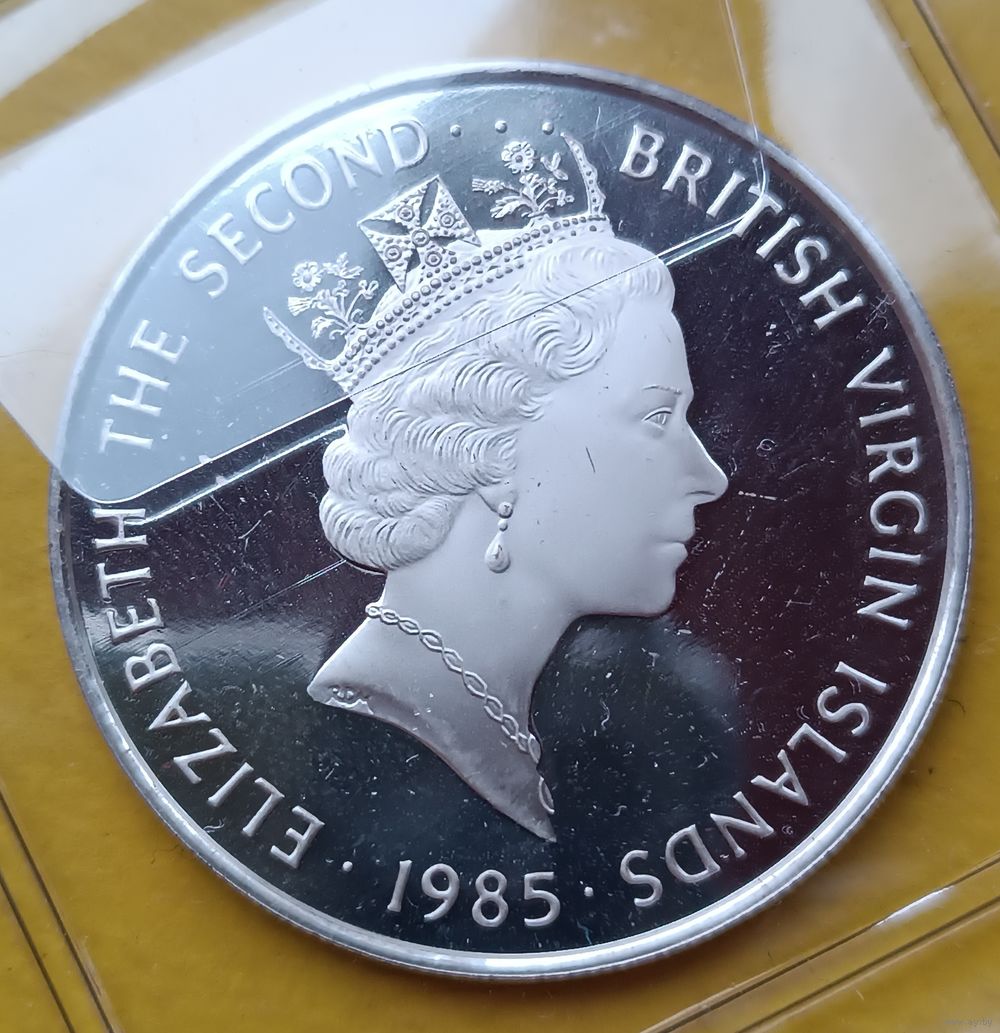 ELIZABETH THE SECOND · · · BRITISH VIRGIN ISLANDS
· 1985 ·